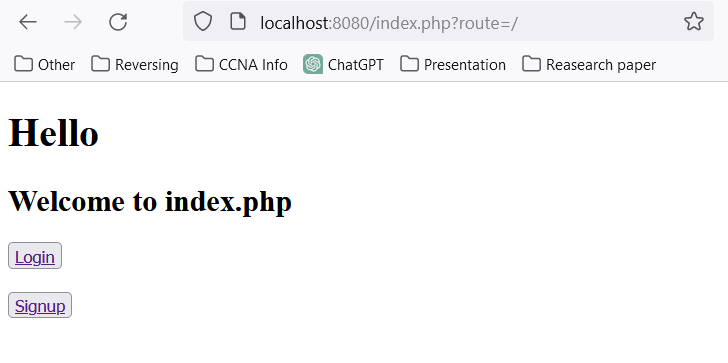 localhost:8080/index.php?route=/
Other Reversing CCNA Info ChatGPT Presentation Reasearch paper
Hello
Welcome to index.php
Login
Signup